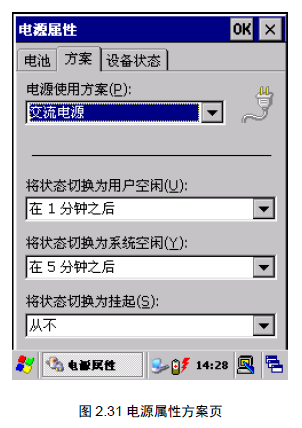 电源属性 OK ×
电池 方案 设备状态
电源使用方案(P):
交流电源
将状态切换为用户空闲(U):
在 1 分钟之后
将状态切换为系统空闲(Y):
在 5 分钟之后
将状态切换为挂起(S):
从不
电源属性 14:28
图 2.31 电源属性方案页